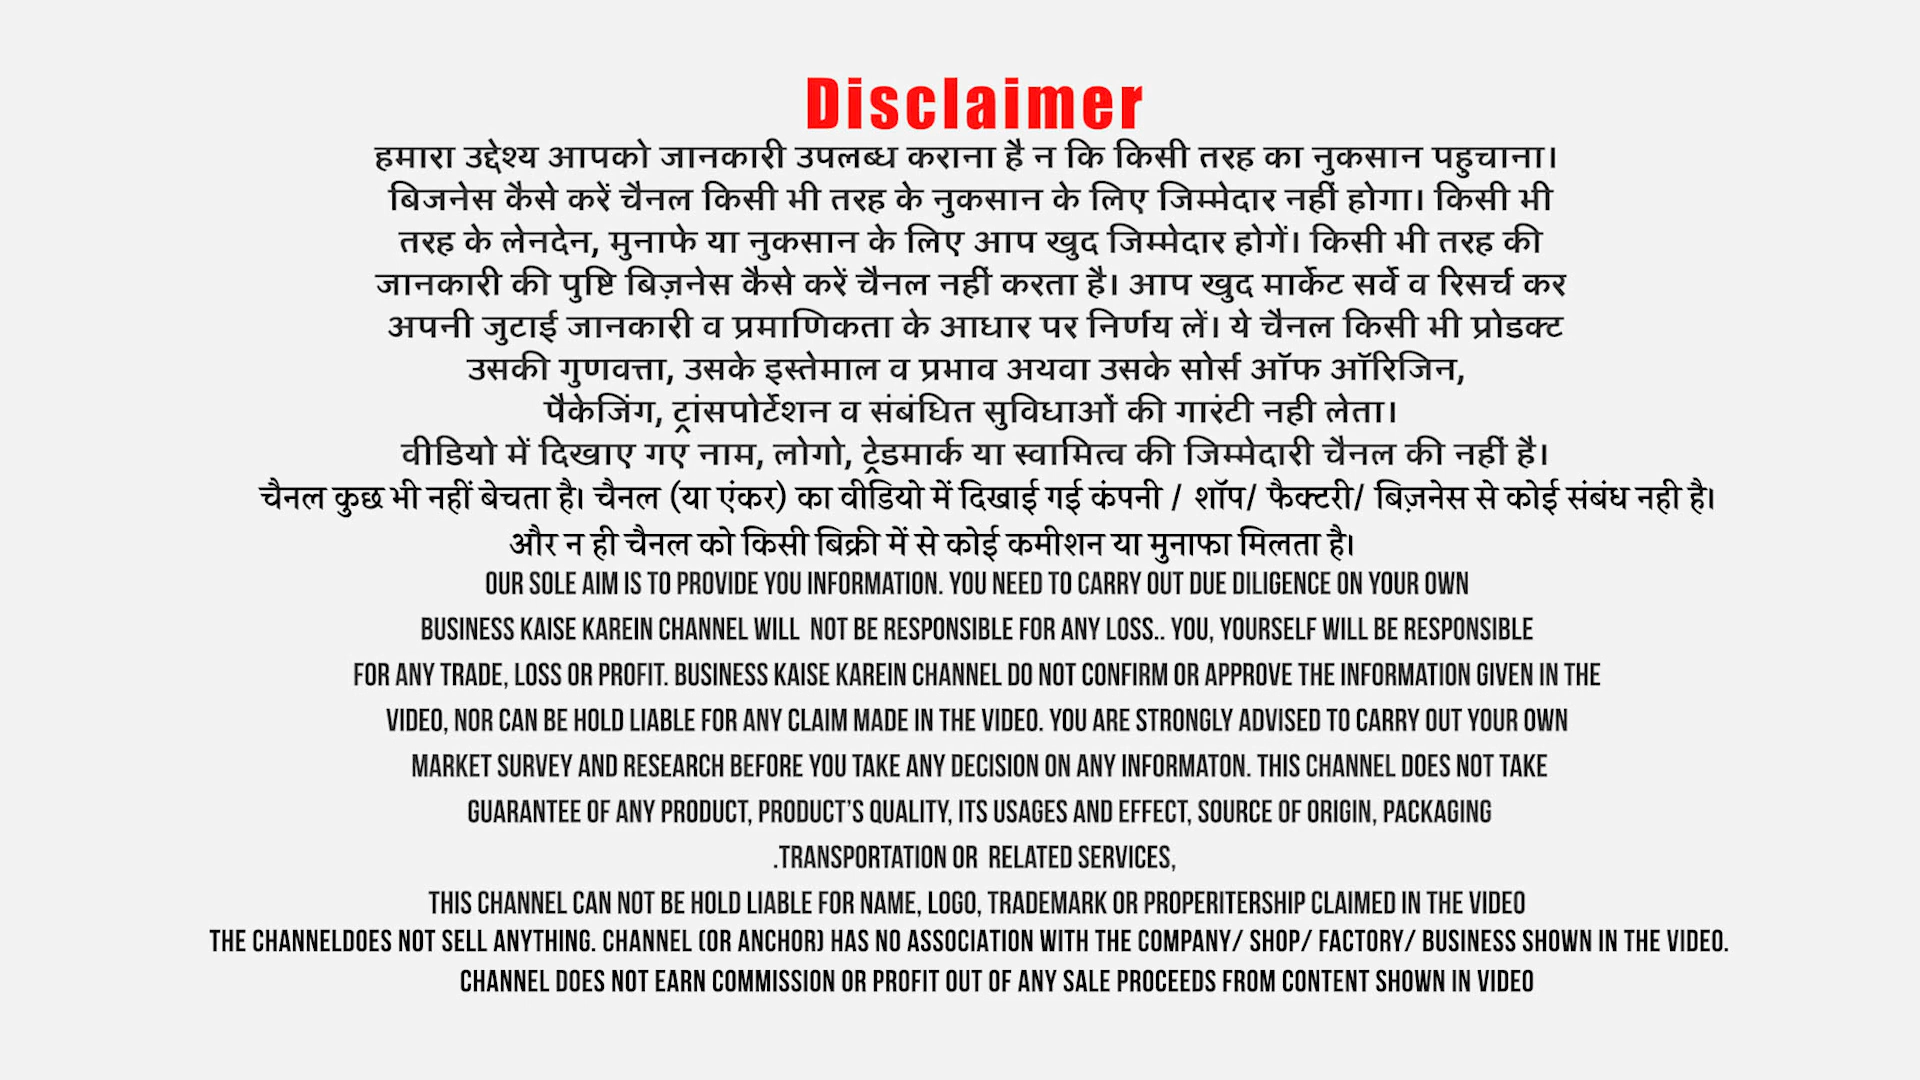 Disclaimer
हमारा उद्देश्य आपको जानकारी उपलब्ध कराना है न कि किसी तरह का नुकसान पहुचाना।
बिजनेस कैसे करें चैनल किसी भी तरह के नुकसान के लिए जिम्मेदार नहीं होगा। किसी भी
तरह के लेनदेन, मुनाफे या नुकसान के लिए आप खुद जिम्मेदार होगें। किसी भी तरह की
जानकारी की पुष्टि बिज़नेस कैसे करें चैनल नहीं करता है। आप खुद मार्केट सर्वे व रिसर्च कर
अपनी जुटाई जानकारी व प्रमाणिकता के आधार पर निर्णय लें। ये चैनल किसी भी प्रोडक्ट
उसकी गुणवत्ता, उसके इस्तेमाल व प्रभाव अथवा उसके सोर्स ऑफ ऑरिजिन,
पैकेजिंग, ट्रांसपोर्टेशन व संबंधित सुविधाओं की गारंटी नही लेता।
वीडियो में दिखाए गए नाम, लोगो, ट्रेडमार्क या स्वामित्व की जिम्मेदारी चैनल की नहीं है।
चैनल कुछ भी नहीं बेचता है। चैनल (या एंकर) का वीडियो में दिखाई गई कंपनी / शॉप/ फैक्टरी/ बिज़नेस से कोई संबंध नही है।
और न ही चैनल को किसी बिक्री में से कोई कमीशन या मुनाफा मिलता है।
OUR SOLE AIM IS TO PROVIDE YOU INFORMATION. YOU NEED TO CARRY OUT DUE DILIGENCE ON YOUR OWN
BUSINESS KAISE KAREIN CHANNEL WILL NOT BE RESPONSIBLE FOR ANY LOSS.. YOU, YOURSELF WILL BE RESPONSIBLE
FOR ANY TRADE, LOSS OR PROFIT. BUSINESS KAISE KAREIN CHANNEL DO NOT CONFIRM OR APPROVE THE INFORMATION GIVEN IN THE
VIDEO, NOR CAN BE HOLD LIABLE FOR ANY CLAIM MADE IN THE VIDEO. YOU ARE STRONGLY ADVISED TO CARRY OUT YOUR OWN
MARKET SURVEY AND RESEARCH BEFORE YOU TAKE ANY DECISION ON ANY INFORMATON. THIS CHANNEL DOES NOT TAKE
GUARANTEE OF ANY PRODUCT, PRODUCT'S QUALITY, ITS USAGES AND EFFECT, SOURCE OF ORIGIN, PACKAGING
.TRANSPORTATION OR RELATED SERVICES,
THIS CHANNEL CAN NOT BE HOLD LIABLE FOR NAME, LOGO, TRADEMARK OR PROPERITERSHIP CLAIMED IN THE VIDEO
THE CHANNELDOES NOT SELL ANYTHING. CHANNEL (OR ANCHOR) HAS NO ASSOCIATION WITH THE COMPANY/ SHOP/ FACTORY/ BUSINESS SHOWN IN THE VIDEO.
CHANNEL DOES NOT EARN COMMISSION OR PROFIT OUT OF ANY SALE PROCEEDS FROM CONTENT SHOWN IN VIDEO